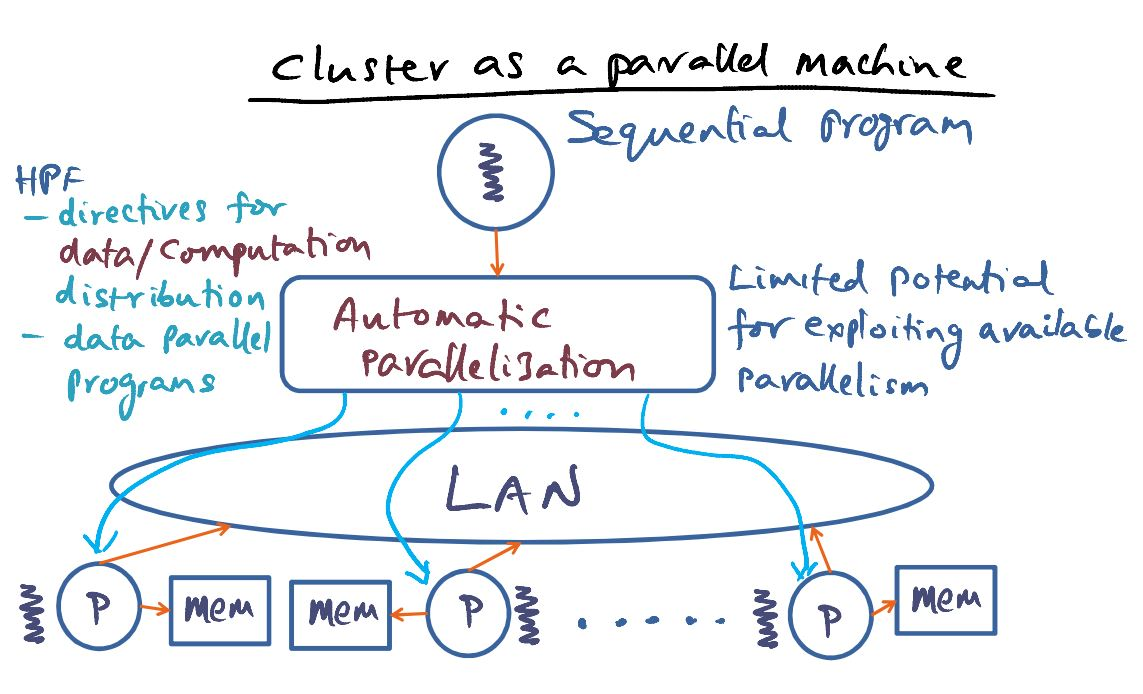 Cluster as a parallel machine
Sequential Program
HPF
- directives for
data/Computation
distribution
- data parallel
programs
Automatic
parallelization
Limited potential
for exploiting available
parallelism
....
LAN
P
mem
mem
P
.....
P
mem